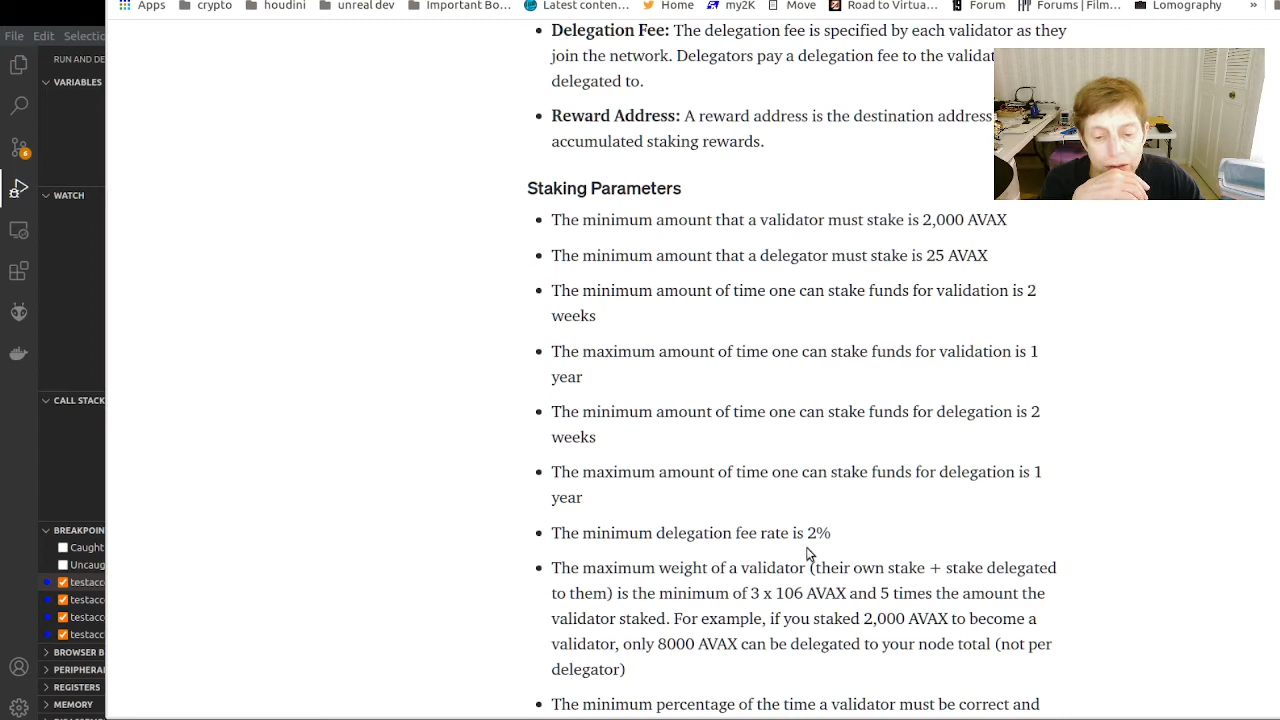 Apps crypto houdini unreal dev Important Bo... Latest conten... Home my2K Move Road to Virtua... Forum Forums | Film... Lomography »
File Edit Selectio
RUN AND DE
VARIABLES
WATCH
CALL STACK
BREAKPOIN
Caught
Uncaug
testacc
testacc
testacc
testacc
BROWSER B
PERIPHERA
REGISTERS
MEMORY
6
• Delegation Fee: The delegation fee is specified by each validator as they
join the network. Delegators pay a delegation fee to the validat
delegated to.
• Reward Address: A reward address is the destination address
accumulated staking rewards.
Staking Parameters
• The minimum amount that a validator must stake is 2,000 AVAX
• The minimum amount that a delegator must stake is 25 AVAX
• The minimum amount of time one can stake funds for validation is 2
weeks
• The maximum amount of time one can stake funds for validation is 1
year
• The minimum amount of time one can stake funds for delegation is 2
weeks
• The maximum amount of time one can stake funds for delegation is 1
year
• The minimum delegation fee rate is 2%
• The maximum weight of a validator (their own stake + stake delegated
to them) is the minimum of 3 x 106 AVAX and 5 times the amount the
validator staked. For example, if you staked 2,000 AVAX to become a
validator, only 8000 AVAX can be delegated to your node total (not per
delegator)
• The minimum percentage of the time a validator must be correct and